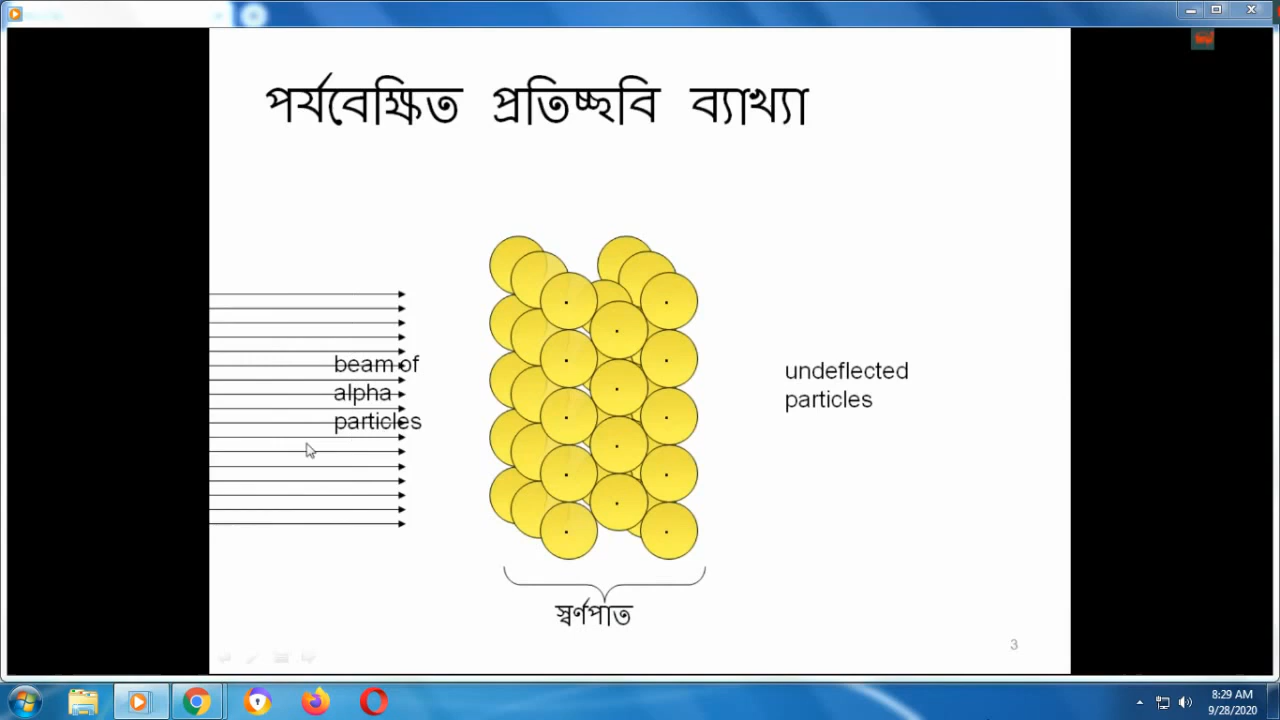 পর্যবেক্ষিত প্রতিচ্ছবি ব্যাখ্যা
beam of
alpha
particles
undeflected
particles
স্বর্ণপাত
3
8:29 AM
9/28/2020